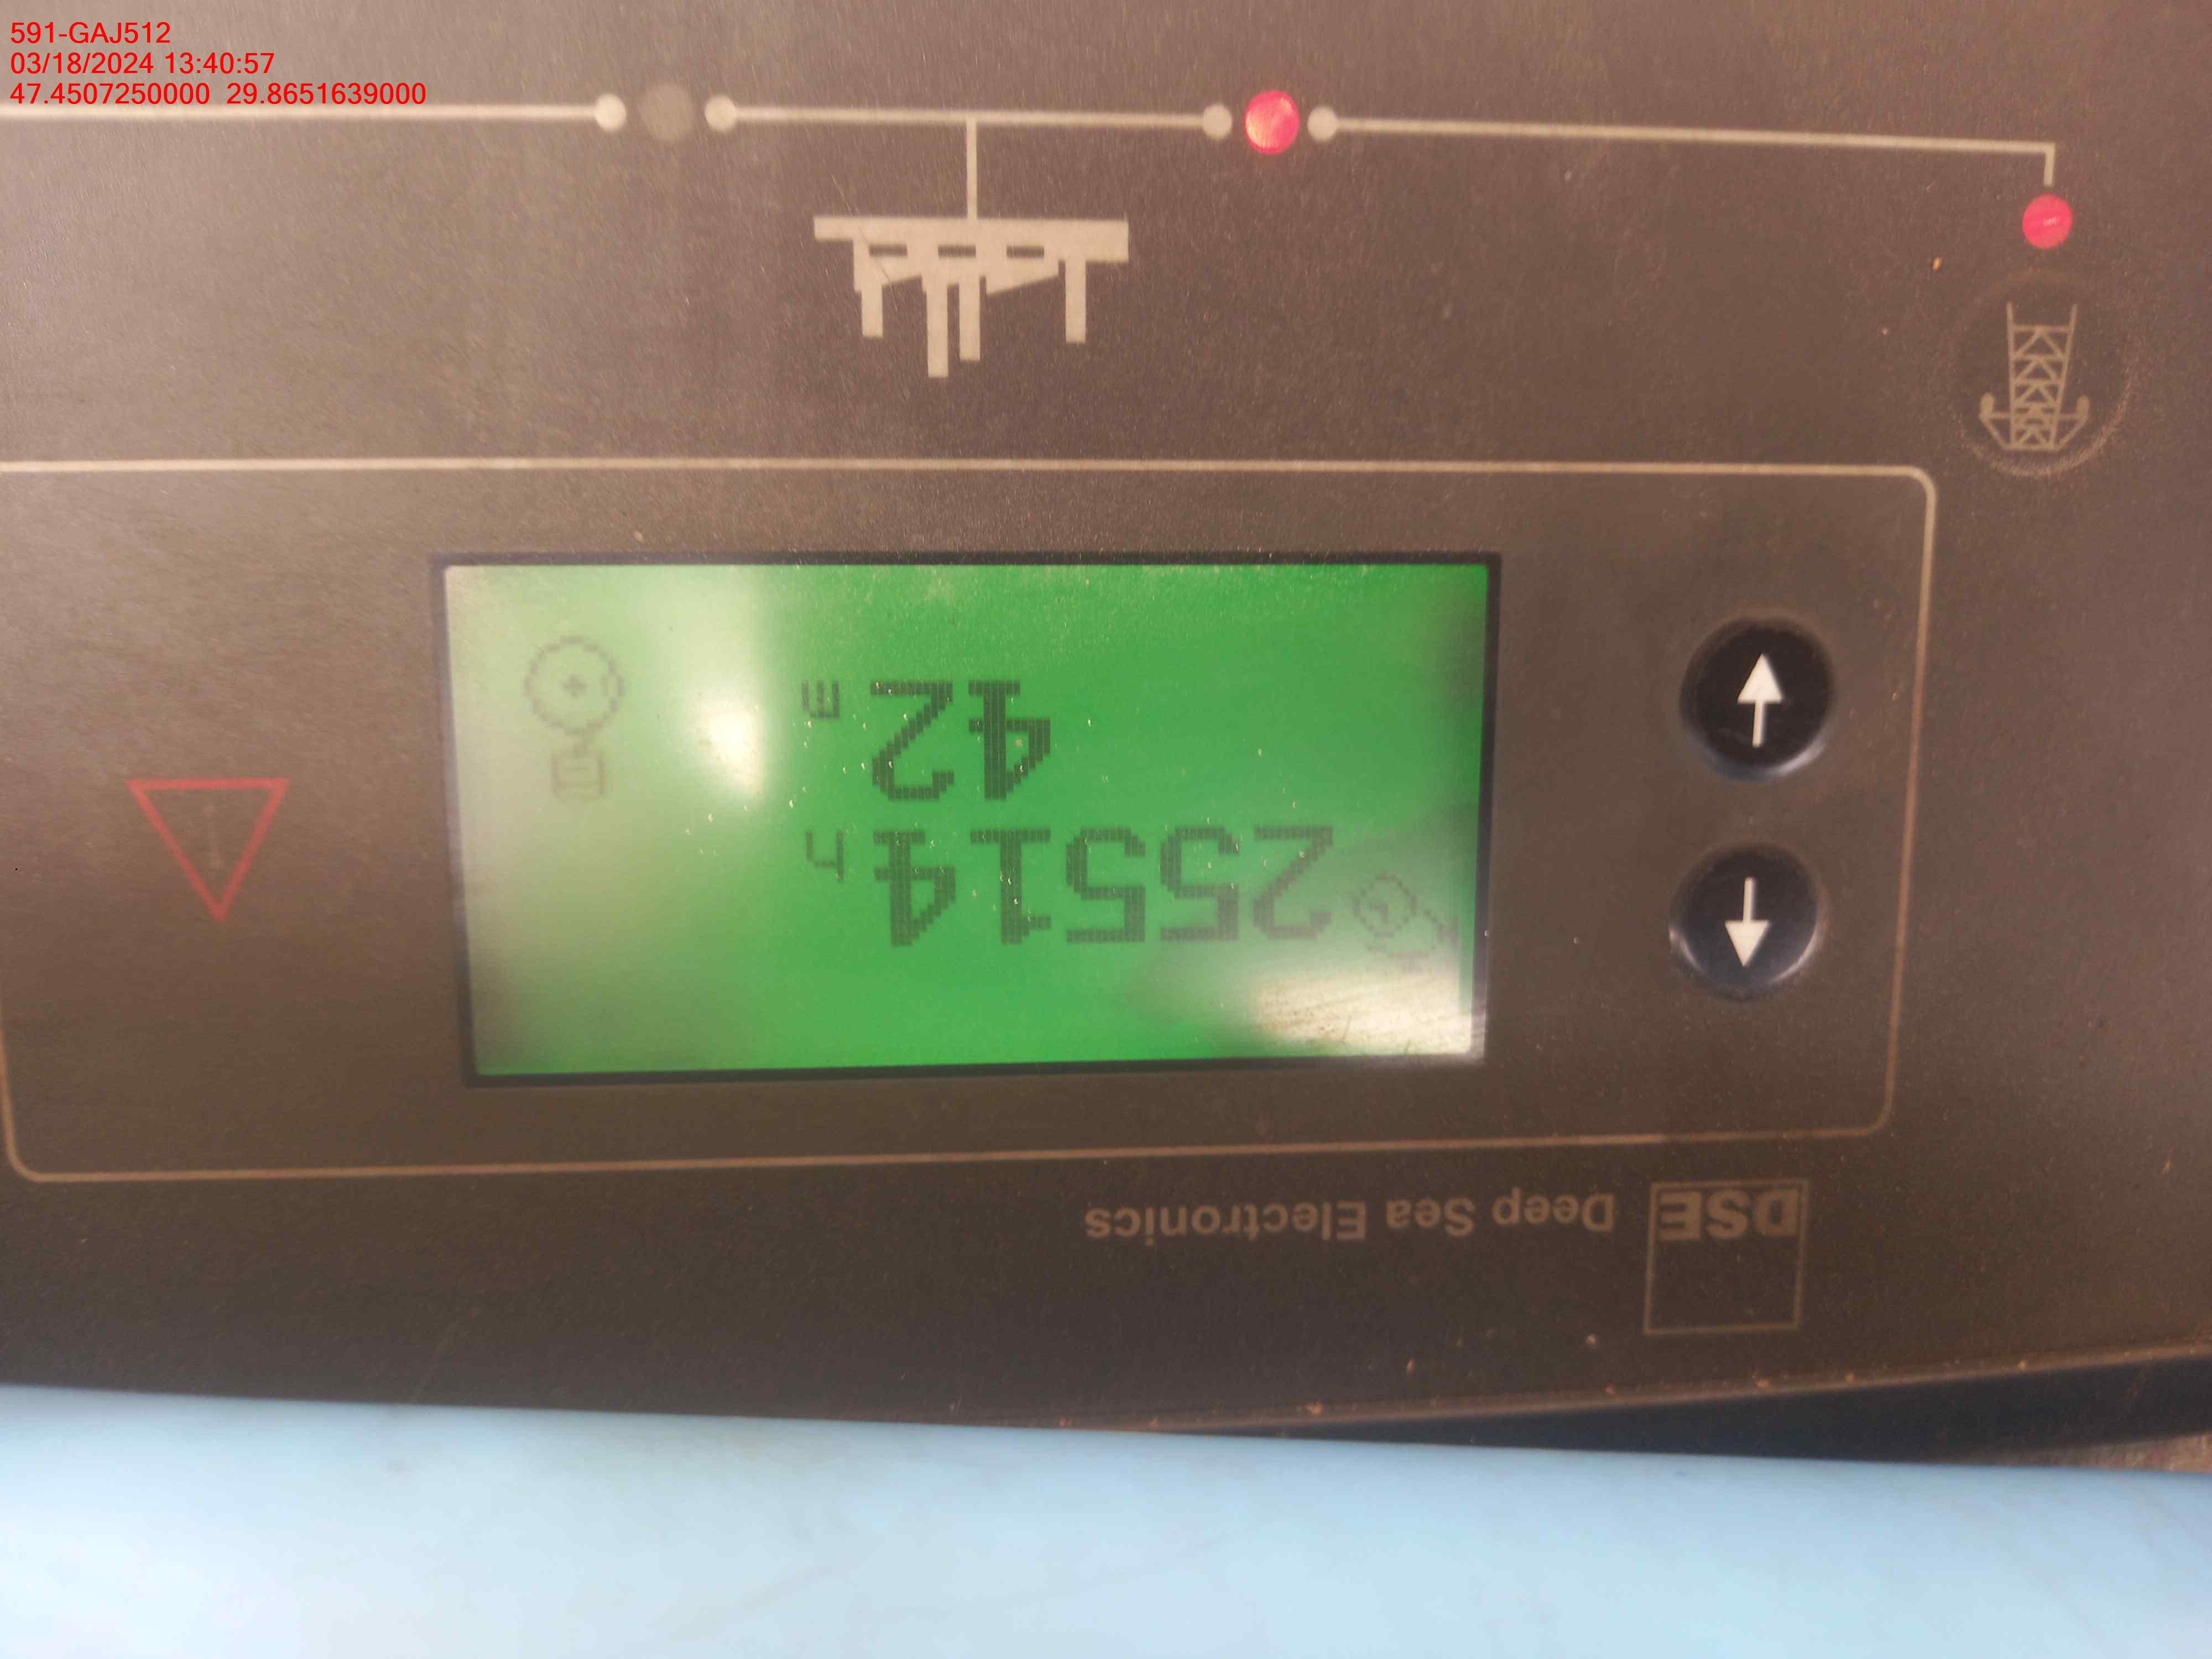 591-GAJ512
03/18/2024 13:40:57
47.4507250000 29.8651639000
DSE Deep Sea Electronics
25514 h
42 m